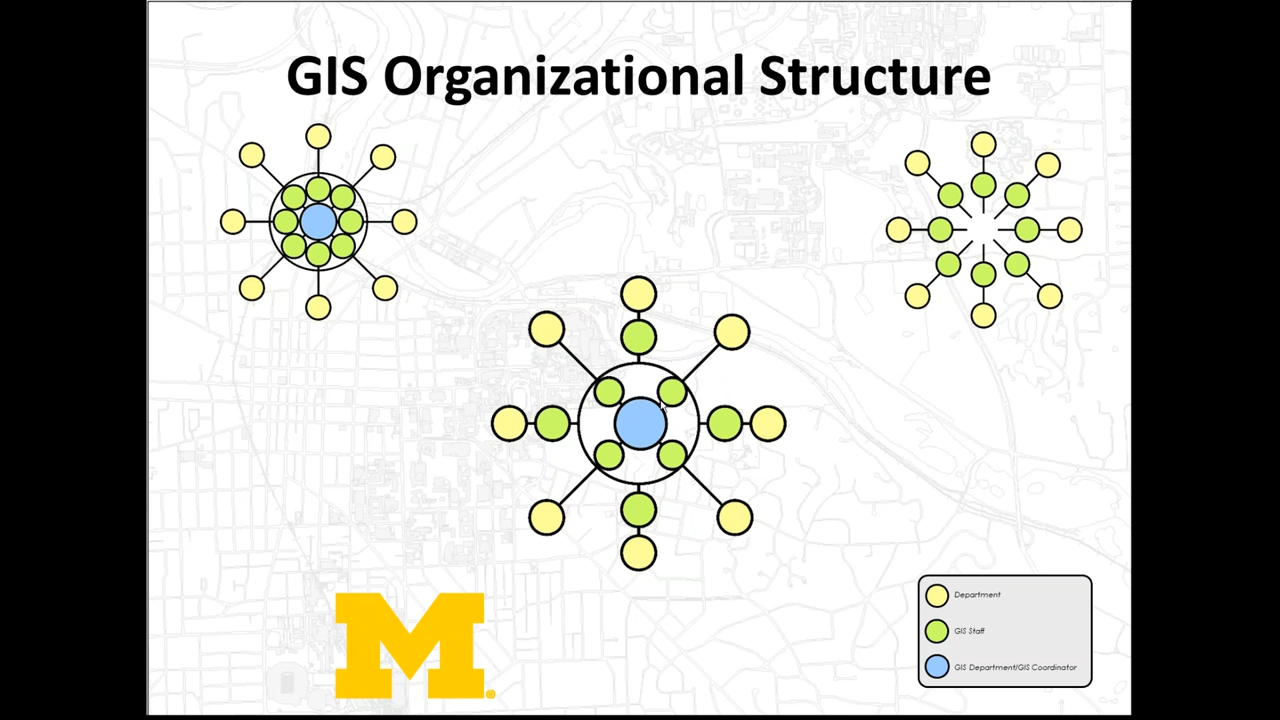 GIS Organizational Structure
Department
GIS Staff
GIS Department/GIS Coordinator
M®